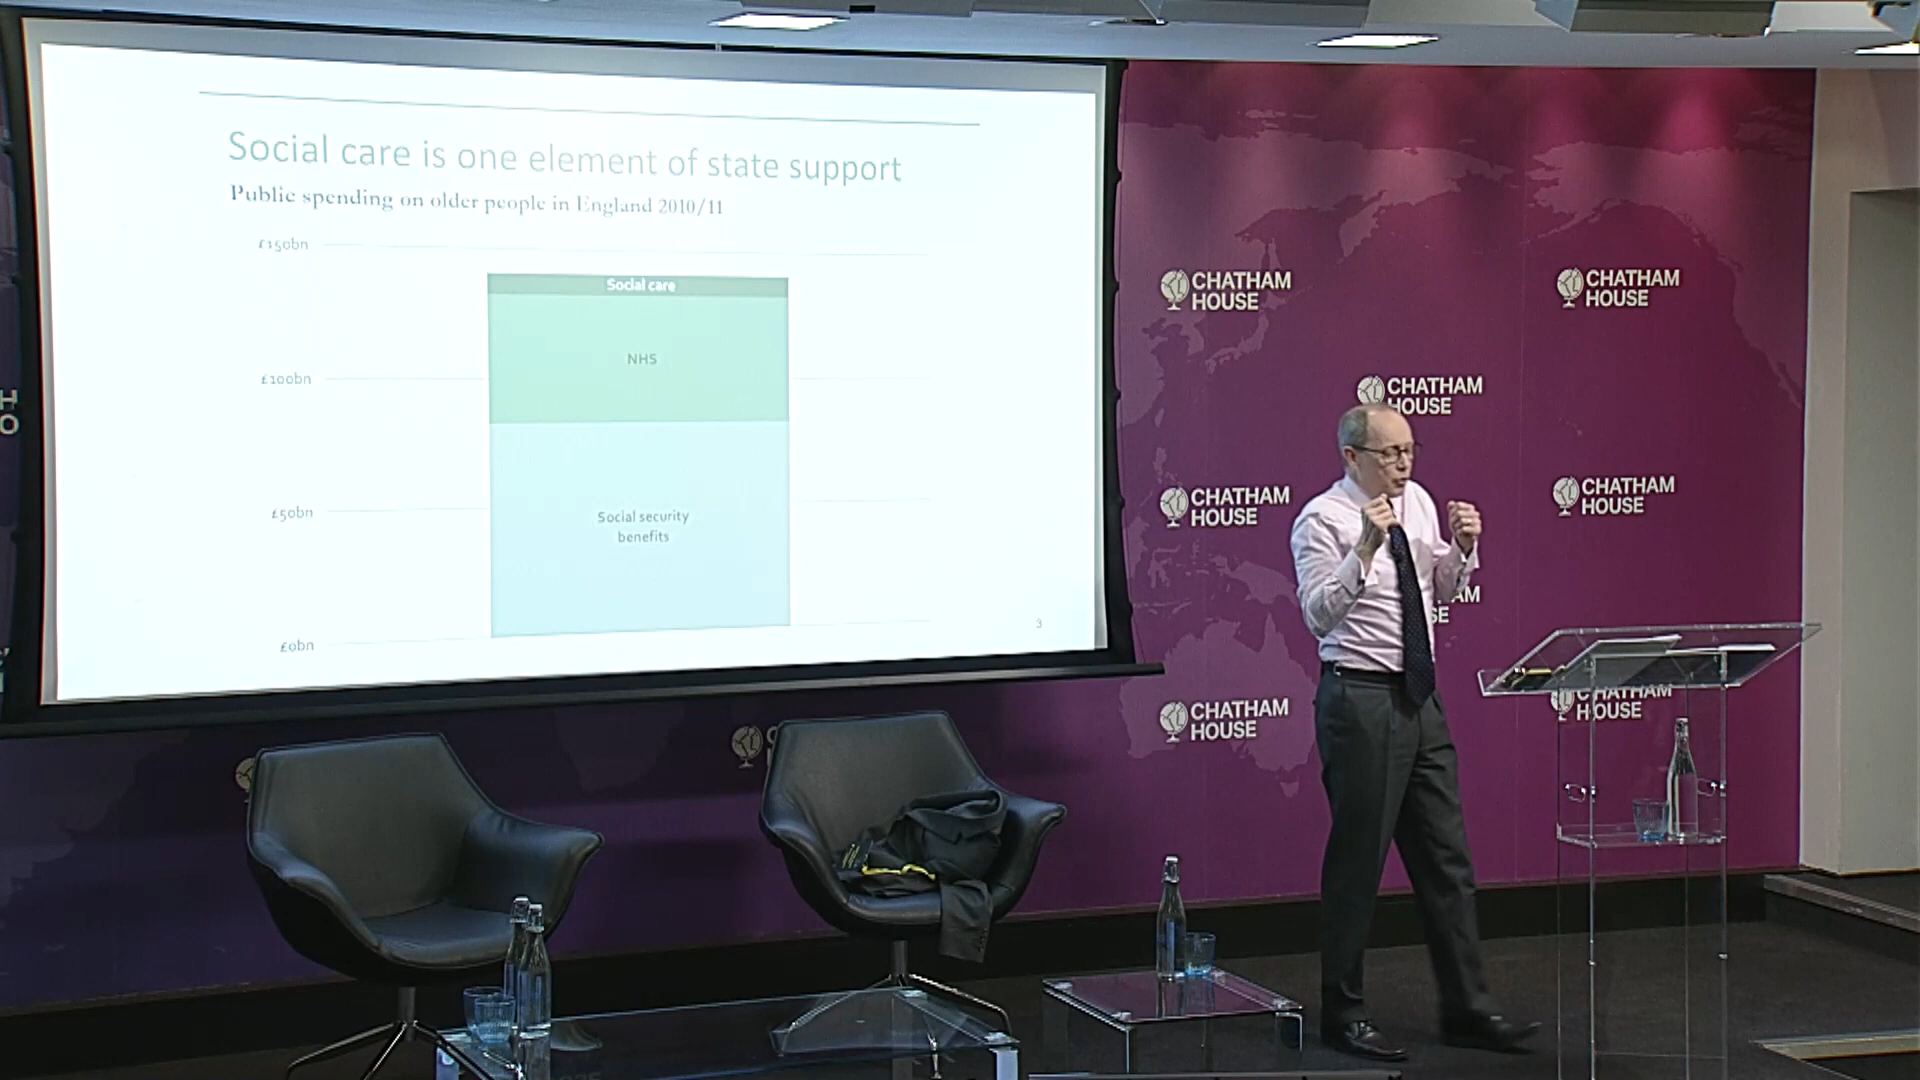 Social care is one element of state support
Public spending on older people in England 2010/11
£150bn
Social care
NHS
£100bn
£50bn
Social security
benefits
£0bn
3
CHATHAM
HOUSE
CHATHAM
HOUSE
CHATHAM
HOUSE
CHATHAM
HOUSE
CHATHAM
HOUSE
CHATHAM
HOUSE
CHATHAM
HOUSE